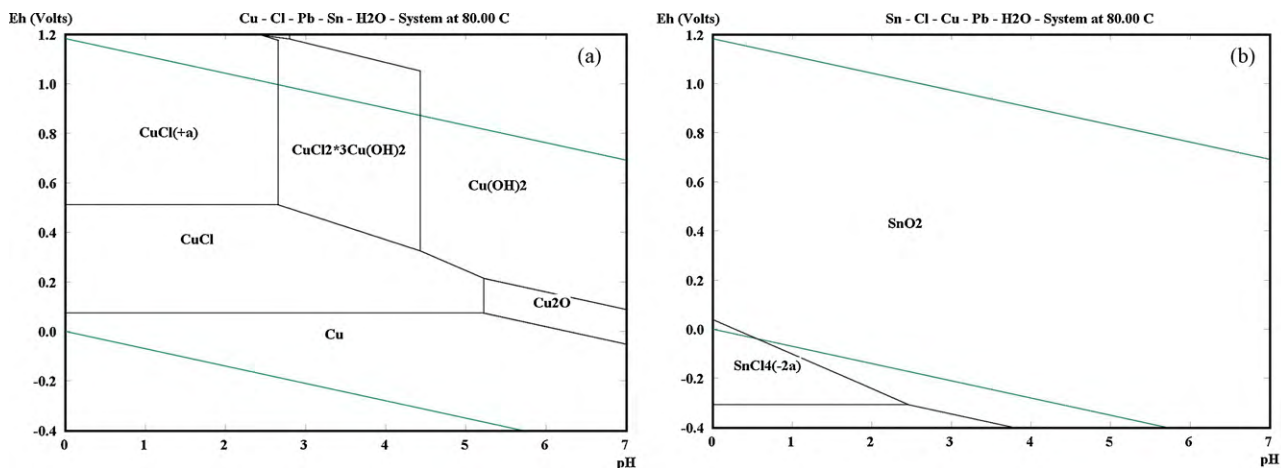 Eh (Volts) Cu - Cl - Pb - Sn - H2O - System at 80.00 C
1.2
1.0
0.8
0.6
0.4
0.2
0.0
-0.2
-0.4
(a)
CuCl(+a)
CuCl2*3Cu(OH)2
Cu(OH)2
CuCl
Cu2O
Cu
0 1 2 3 4 5 6 7
pH
Eh (Volts) Sn - Cl - Cu - Pb - H2O - System at 80.00 C
1.2
1.0
0.8
0.6
0.4
0.2
0.0
-0.2
-0.4
(b)
SnO2
SnCl4(-2a)
0 1 2 3 4 5 6 7
pH